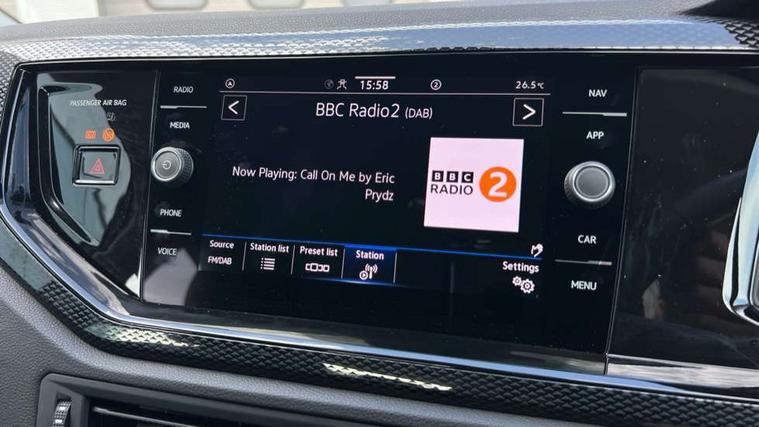 PASSENGER AIR BAG
RADIO
MEDIA
PHONE
VOICE
A
15:58
2
26.5°C
BBC Radio2 (DAB)
Now Playing: Call On Me by Eric
Prydz
BBC
RADIO 2
Source
FM/DAB
Station list
Preset list
Station
Settings
NAV
APP
CAR
MENU